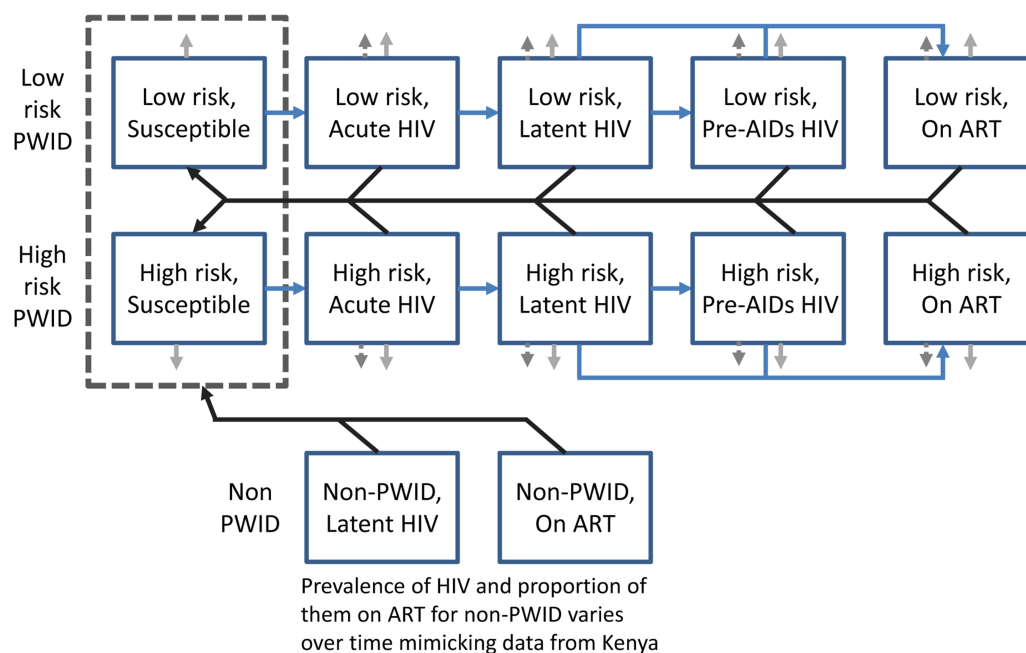 Low
risk
PWID
Low risk,
Susceptible
Low risk,
Acute HIV
Low risk,
Latent HIV
Low risk,
Pre-AIDs HIV
Low risk,
On ART
High
risk
PWID
High risk,
Susceptible
High risk,
Acute HIV
High risk,
Latent HIV
High risk,
Pre-AIDs HIV
High risk,
On ART
Non
PWID
Non-PWID,
Latent HIV
Non-PWID,
On ART
Prevalence of HIV and proportion of
them on ART for non-PWID varies
over time mimicking data from Kenya